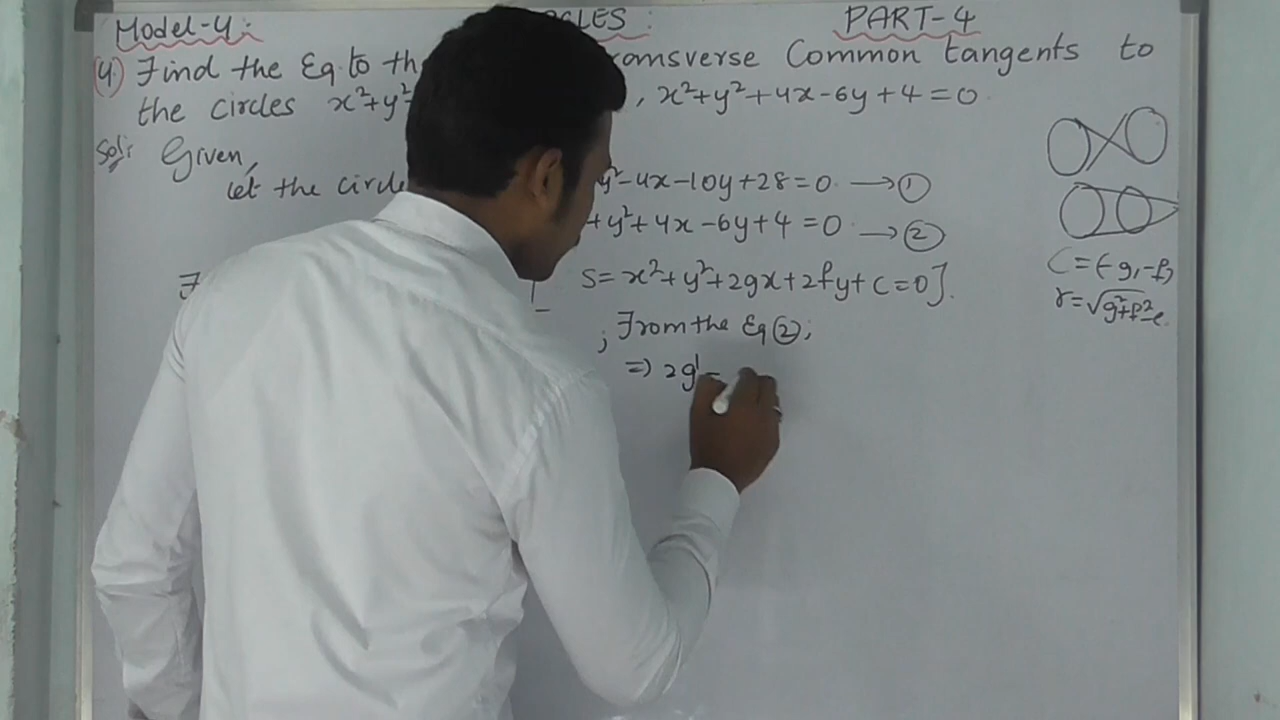 Model-4: CLES: PART-4
(4) Find the Eq. to th ansverse Common tangents to
the circles x²+y² , x²+y²+4x-6y+4=0
Sol: Given,
let the circle y²-4x-10y+28=0 →①
+y²+4x-6y+4=0 →②
S=x²+y²+2gx+2fy+c=0].
C=(-g,-f)
r=√g²+f²-c
; From the Eq ②;
=> 2g' =